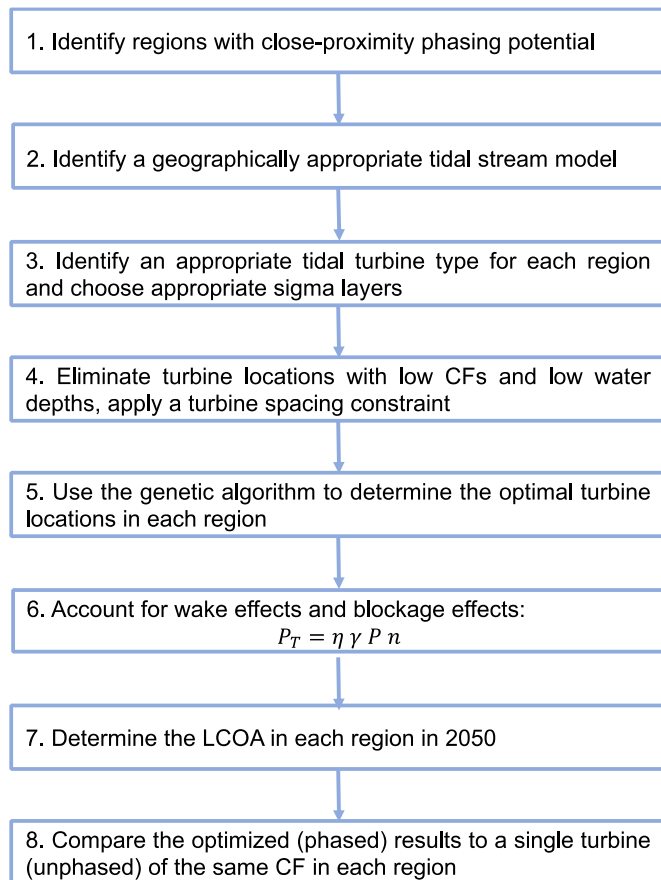 1. Identify regions with close-proximity phasing potential
2. Identify a geographically appropriate tidal stream model
3. Identify an appropriate tidal turbine type for each region
and choose appropriate sigma layers
4. Eliminate turbine locations with low CFs and low water
depths, apply a turbine spacing constraint
5. Use the genetic algorithm to determine the optimal turbine
locations in each region
6. Account for wake effects and blockage effects:
P_T = η γ P n
7. Determine the LCOA in each region in 2050
8. Compare the optimized (phased) results to a single turbine
(unphased) of the same CF in each region